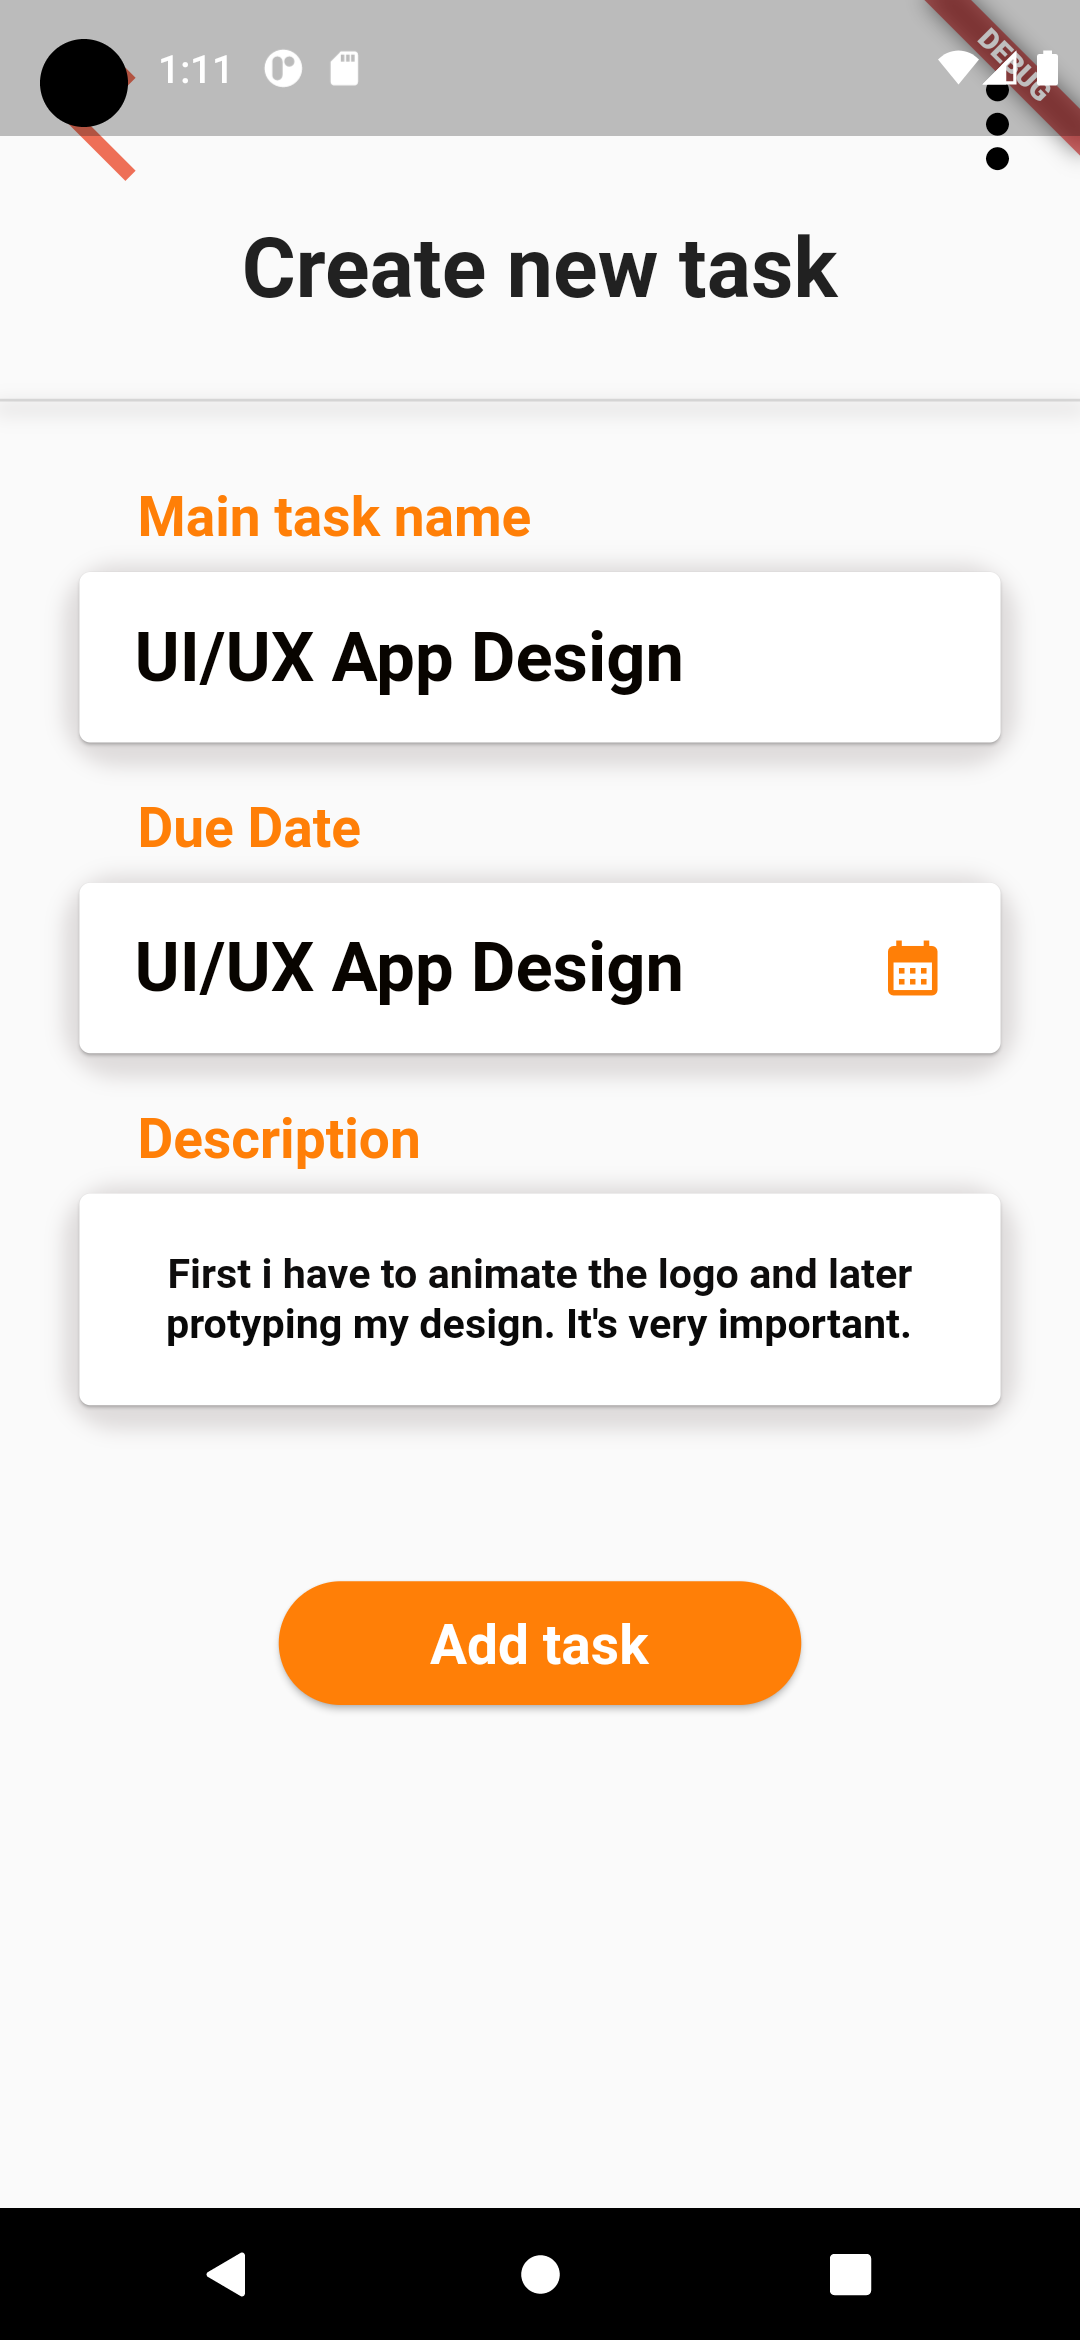 1:11
DEBUG
Create new task
Main task name
UI/UX App Design
Due Date
UI/UX App Design
Description
First i have to animate the logo and later
protyping my design. It's very important.
Add task